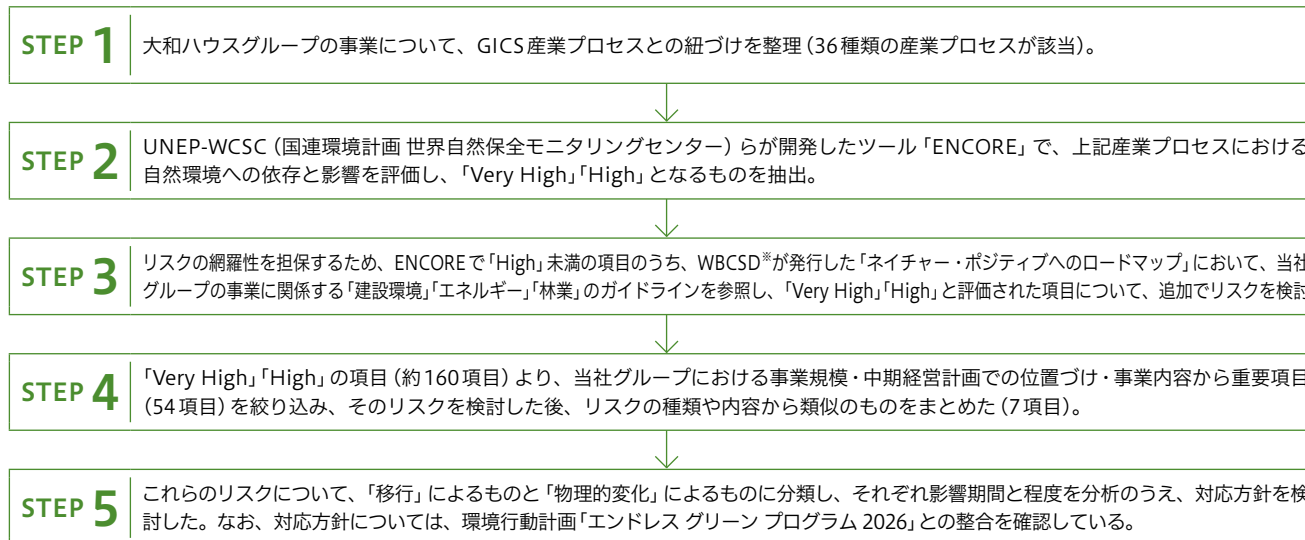 STEP 1
大和ハウスグループの事業について、GICS産業プロセスとの紐づけを整理（36種類の産業プロセスが該当）。
STEP 2
UNEP-WCSC（国連環境計画 世界自然保全モニタリングセンター）らが開発したツール「ENCORE」で、上記産業プロセスにおける
自然環境への依存と影響を評価し、「Very High」「High」となるものを抽出。
STEP 3
リスクの網羅性を担保するため、ENCOREで「High」未満の項目のうち、WBCSD※が発行した「ネイチャー・ポジティブへのロードマップ」において、当社
グループの事業に関係する「建設環境」「エネルギー」「林業」のガイドラインを参照し、「Very High」「High」と評価された項目について、追加でリスクを検討
STEP 4
「Very High」「High」の項目（約160項目）より、当社グループにおける事業規模・中期経営計画での位置づけ・事業内容から重要項目
（54項目）を絞り込み、そのリスクを検討した後、リスクの種類や内容から類似のものをまとめた（7項目）。
STEP 5
これらのリスクについて、「移行」によるものと「物理的変化」によるものに分類し、それぞれ影響期間と程度を分析のうえ、対応方針を検
討した。なお、対応方針については、環境行動計画「エンドレス グリーン プログラム 2026」との整合を確認している。